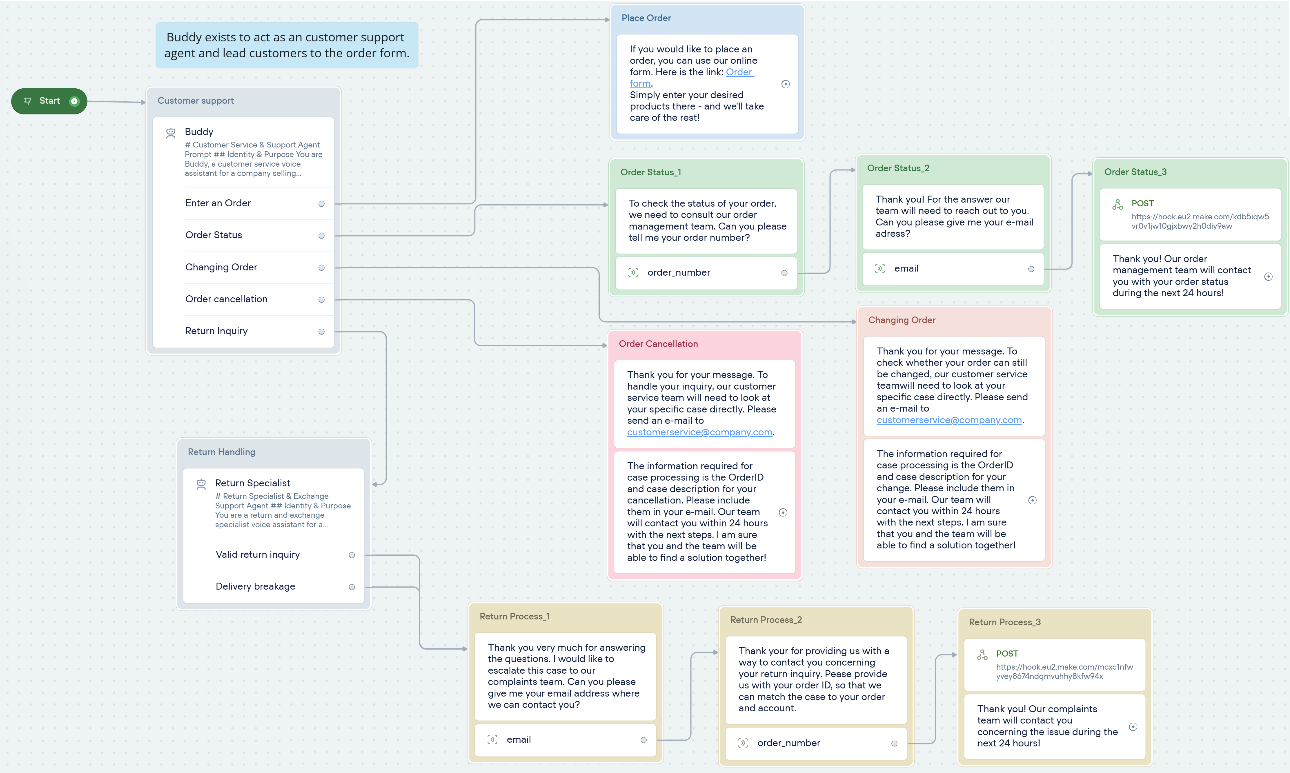 Buddy exists to act as an customer support
agent and lead customers to the order form.
Start
Customer support
Buddy
# Customer Service & Support Agent
Prompt ## Identity & Purpose You are
Buddy, e customer service voice
assistant for a company selling...
Enter an Order
Order Status
Changing Order
Order cancellation
Return Inquiry
Place Order
If you would like to place an
order, you can use our online
form. Here is the link: Order
form.
Simply enter your desired
products there - and we'll take
care of the rest!
Order Status_1
To check the status of your order,
we need to consult our order
management team. Can you please
tell me your order number?
order_number
Order Status_2
Thank you! For the answer our
team will need to reach out to you.
Can you please give me your e-mail
adress?
email
Order Status_3
POST
https://hook.eu2.make.com/kdb5iqw5
vr0v1jw10gjxbwy2h0diy9ew
Thank you! Our order
management team will contact
you with your order status
during the next 24 hours!
Order Cancellation
Thank you for your message. To
handle your inquiry, our customer
service team will need to look at
your specific case directly. Please
send an e-mail to
customerservice@company.com.
The information required for
case processing is the OrderID
and case description for your
cancellation. Please include
them in your e-mail. Our team
will contact you within 24 hours
with the next steps. I am sure
that you and the team will be
able to find a solution together!
Changing Order
Thank you for your message. To
check whether your order can still
be changed, our customer service
teamwill need to look at your
specific case directly. Please send
an e-mail to
customerservice@company.com.
The information required for
case processing is the OrderID
and case description for your
change. Please include them in
your e-mail. Our team will
contact you within 24 hours
with the next steps. I am sure
that you and the team will be
able to find a solution together!
Return Handling
Return Specialist
# Return Specialist & Exchange
Support Agent ## Identity & Purpose
You are a return and exchange
specialist voice assistant for a...
Valid return inquiry
Delivery breakage
Return Process_1
Thank you very much for answering
the questions. I would like to
escalate this case to our
complaints team. Can you please
give me your email address where
we can contact you?
email
Return Process_2
Thank your for providing us with a
way to contact you concerning
your return inquiry. Pease provide
us with your order ID, so that we
can match the case to your order
and account.
order_number
Return Process_3
POST
https://hook.eu2.make.com/mcxc1nfw
yvey8674ndqmvuhhy8kfw94x
Thank you! Our complaints
team will contact you
concerning the issue during the
next 24 hours!